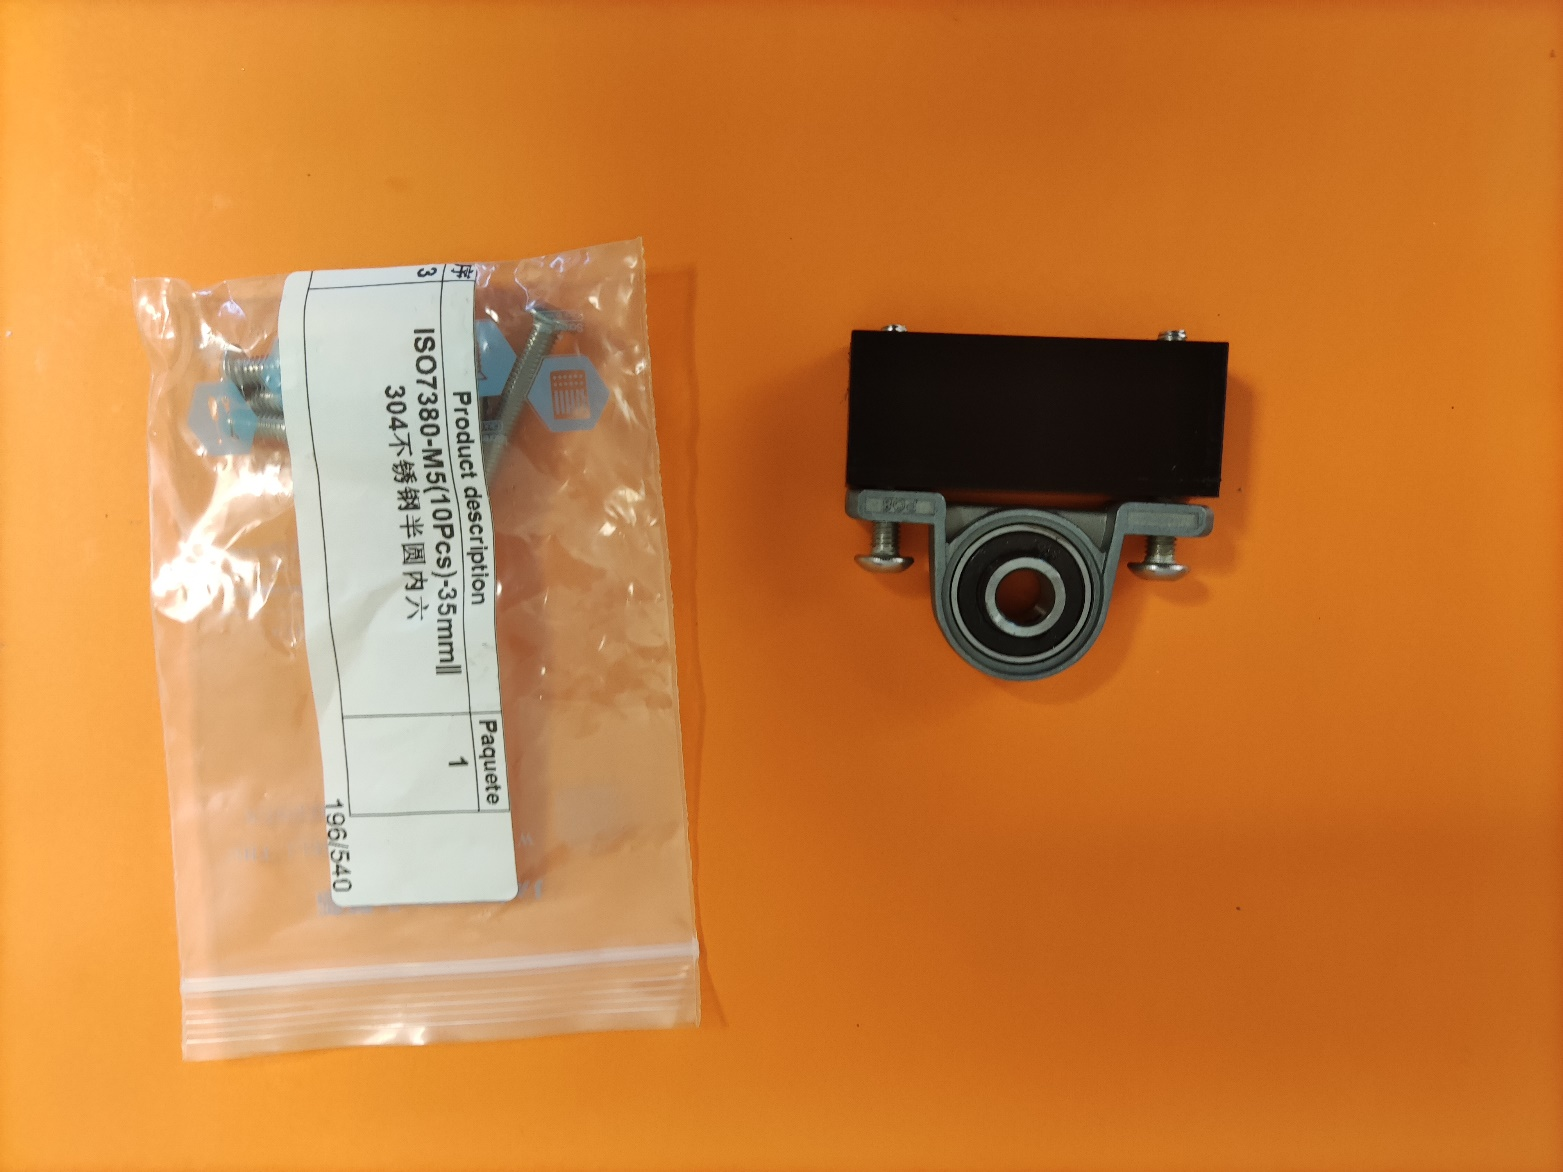 序
3
Product description
ISO7380-M5(10Pcs)-35mm||
304不锈钢半圆内六
Paquete
1
196/540